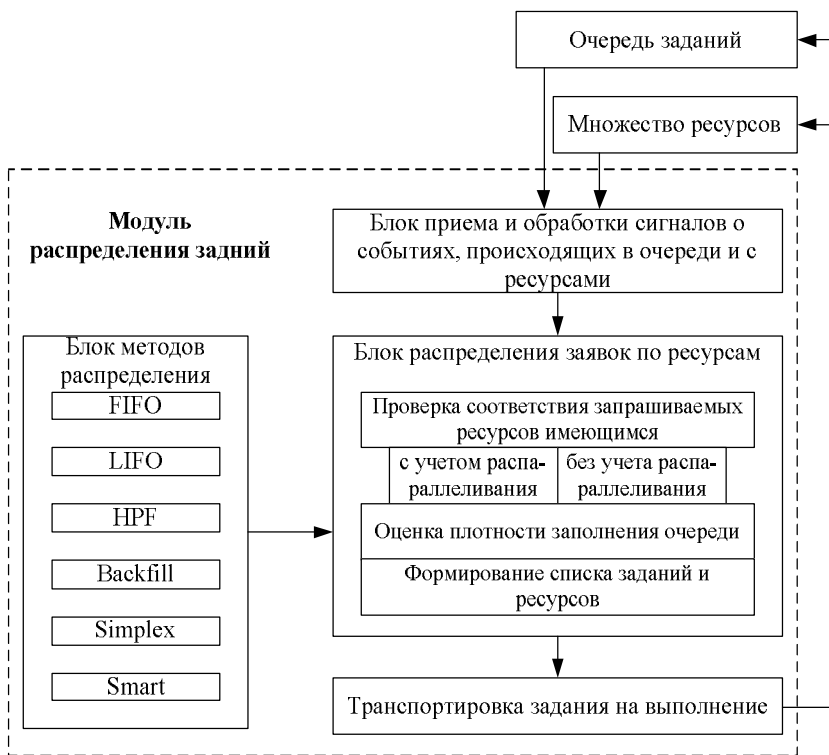 Очередь заданий
Множество ресурсов
Модуль
распределения задний
Блок приема и обработки сигналов о
событиях, происходящих в очереди и с
ресурсами
Блок методов
распределения
FIFO
LIFO
HPF
Backfill
Simplex
Smart
Блок распределения заявок по ресурсам
Проверка соответствия запрашиваемых
ресурсов имеющимся
с учетом распа-
раллеливания
без учета распа-
раллеливания
Оценка плотности заполнения очереди
Формирование списка заданий и
ресурсов
Транспортировка задания на выполнение